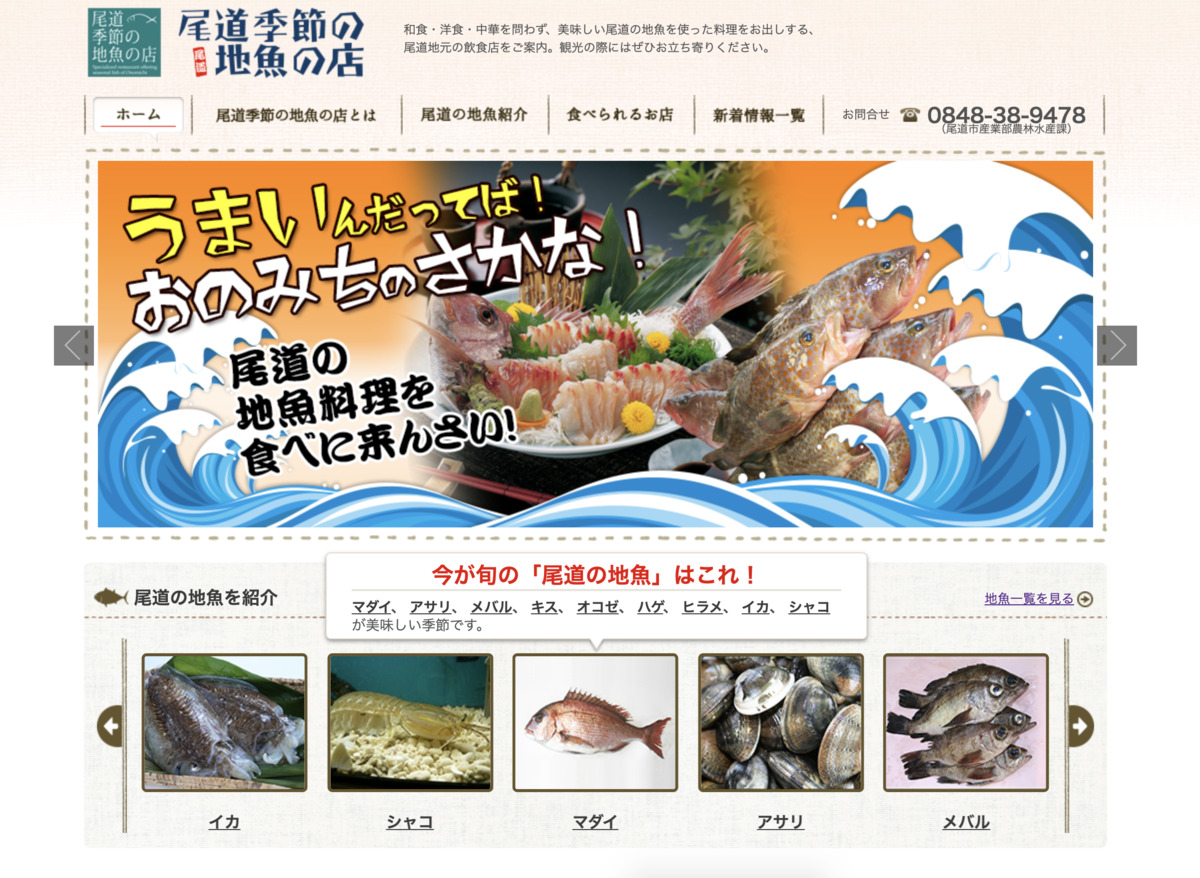 尾道
季節の
地魚の店
Specialized restaurant offering
seasonal fish of Onomichi
尾道季節の
地魚の店
尾道
和食・洋食・中華を問わず、美味しい尾道の地魚を使った料理をお出しする、
尾道地元の飲食店をご案内。観光の際にはぜひお立ち寄りください。
ホーム
尾道季節の地魚の店とは
尾道の地魚紹介
食べられるお店
新着情報一覧
お問合せ ☎ 0848-38-9478
（尾道市産業部農林水産課）
うまいんだってば！
おのみちのさかな！
尾道の
地魚料理を
食べに来んさい!
尾道の地魚を紹介
今が旬の「尾道の地魚」はこれ！
マダイ、 アサリ、 メバル、 キス、 オコゼ、 ハゲ、 ヒラメ、 イカ、 シャコ
が美味しい季節です。
地魚一覧を見る
イカ
シャコ
マダイ
アサリ
メバル